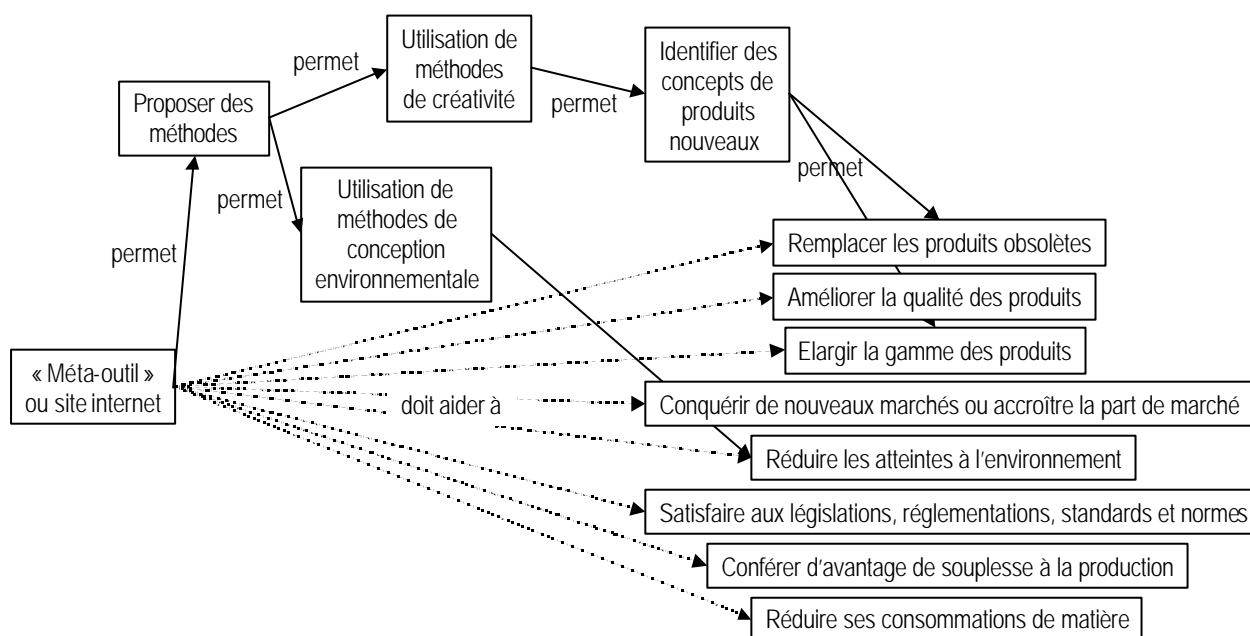 Utilisation de
méthodes
de créativité
Identifier des
concepts de
produits
nouveaux
permet
permet
Proposer des
méthodes
permet
permet
Utilisation de
méthodes de
conception
environnementale
permet
Remplacer les produits obsolètes
Améliorer la qualité des produits
Elargir la gamme des produits
« Méta-outil »
ou site internet
doit aider à
Conquérir de nouveaux marchés ou accroître la part de marché
Réduire les atteintes à l'environnement
Satisfaire aux législations, réglementations, standards et normes
Conférer d'avantage de souplesse à la production
Réduire ses consommations de matière